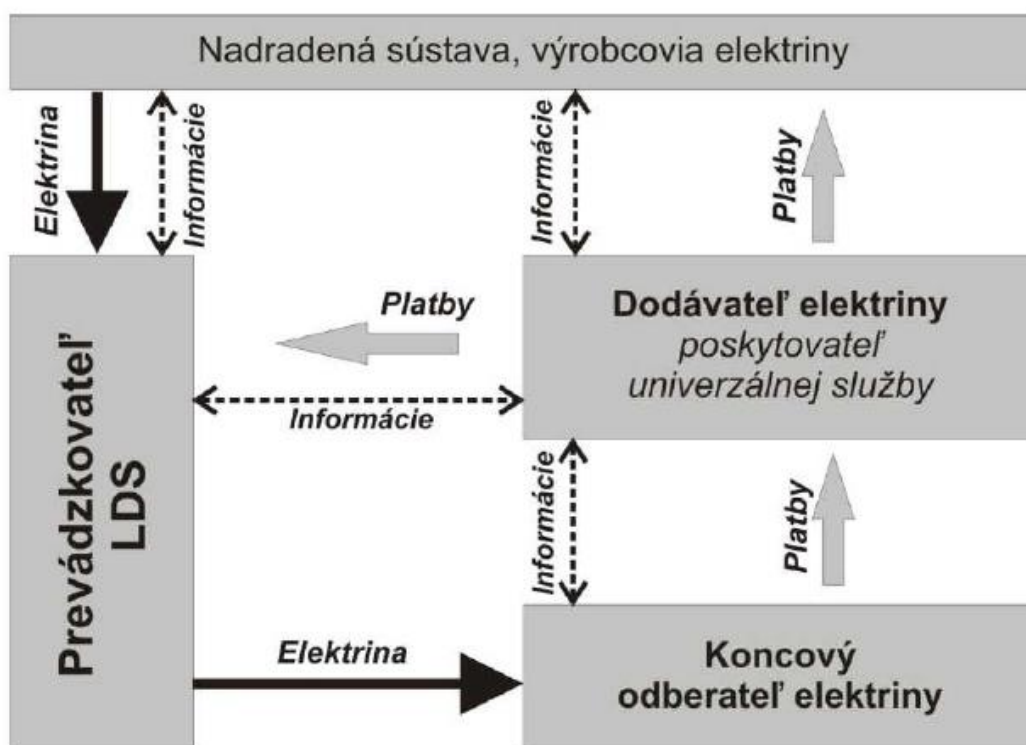 Nadradená sústava, výrobcovia elektriny
Elektrina
Informácie
Informácie
Platby
Platby
Dodávateľ elektriny
poskytovateľ
univerzálnej služby
Informácie
Prevádzkovateľ
LDS
Informácie
Platby
Elektrina
Koncový
odberateľ elektriny